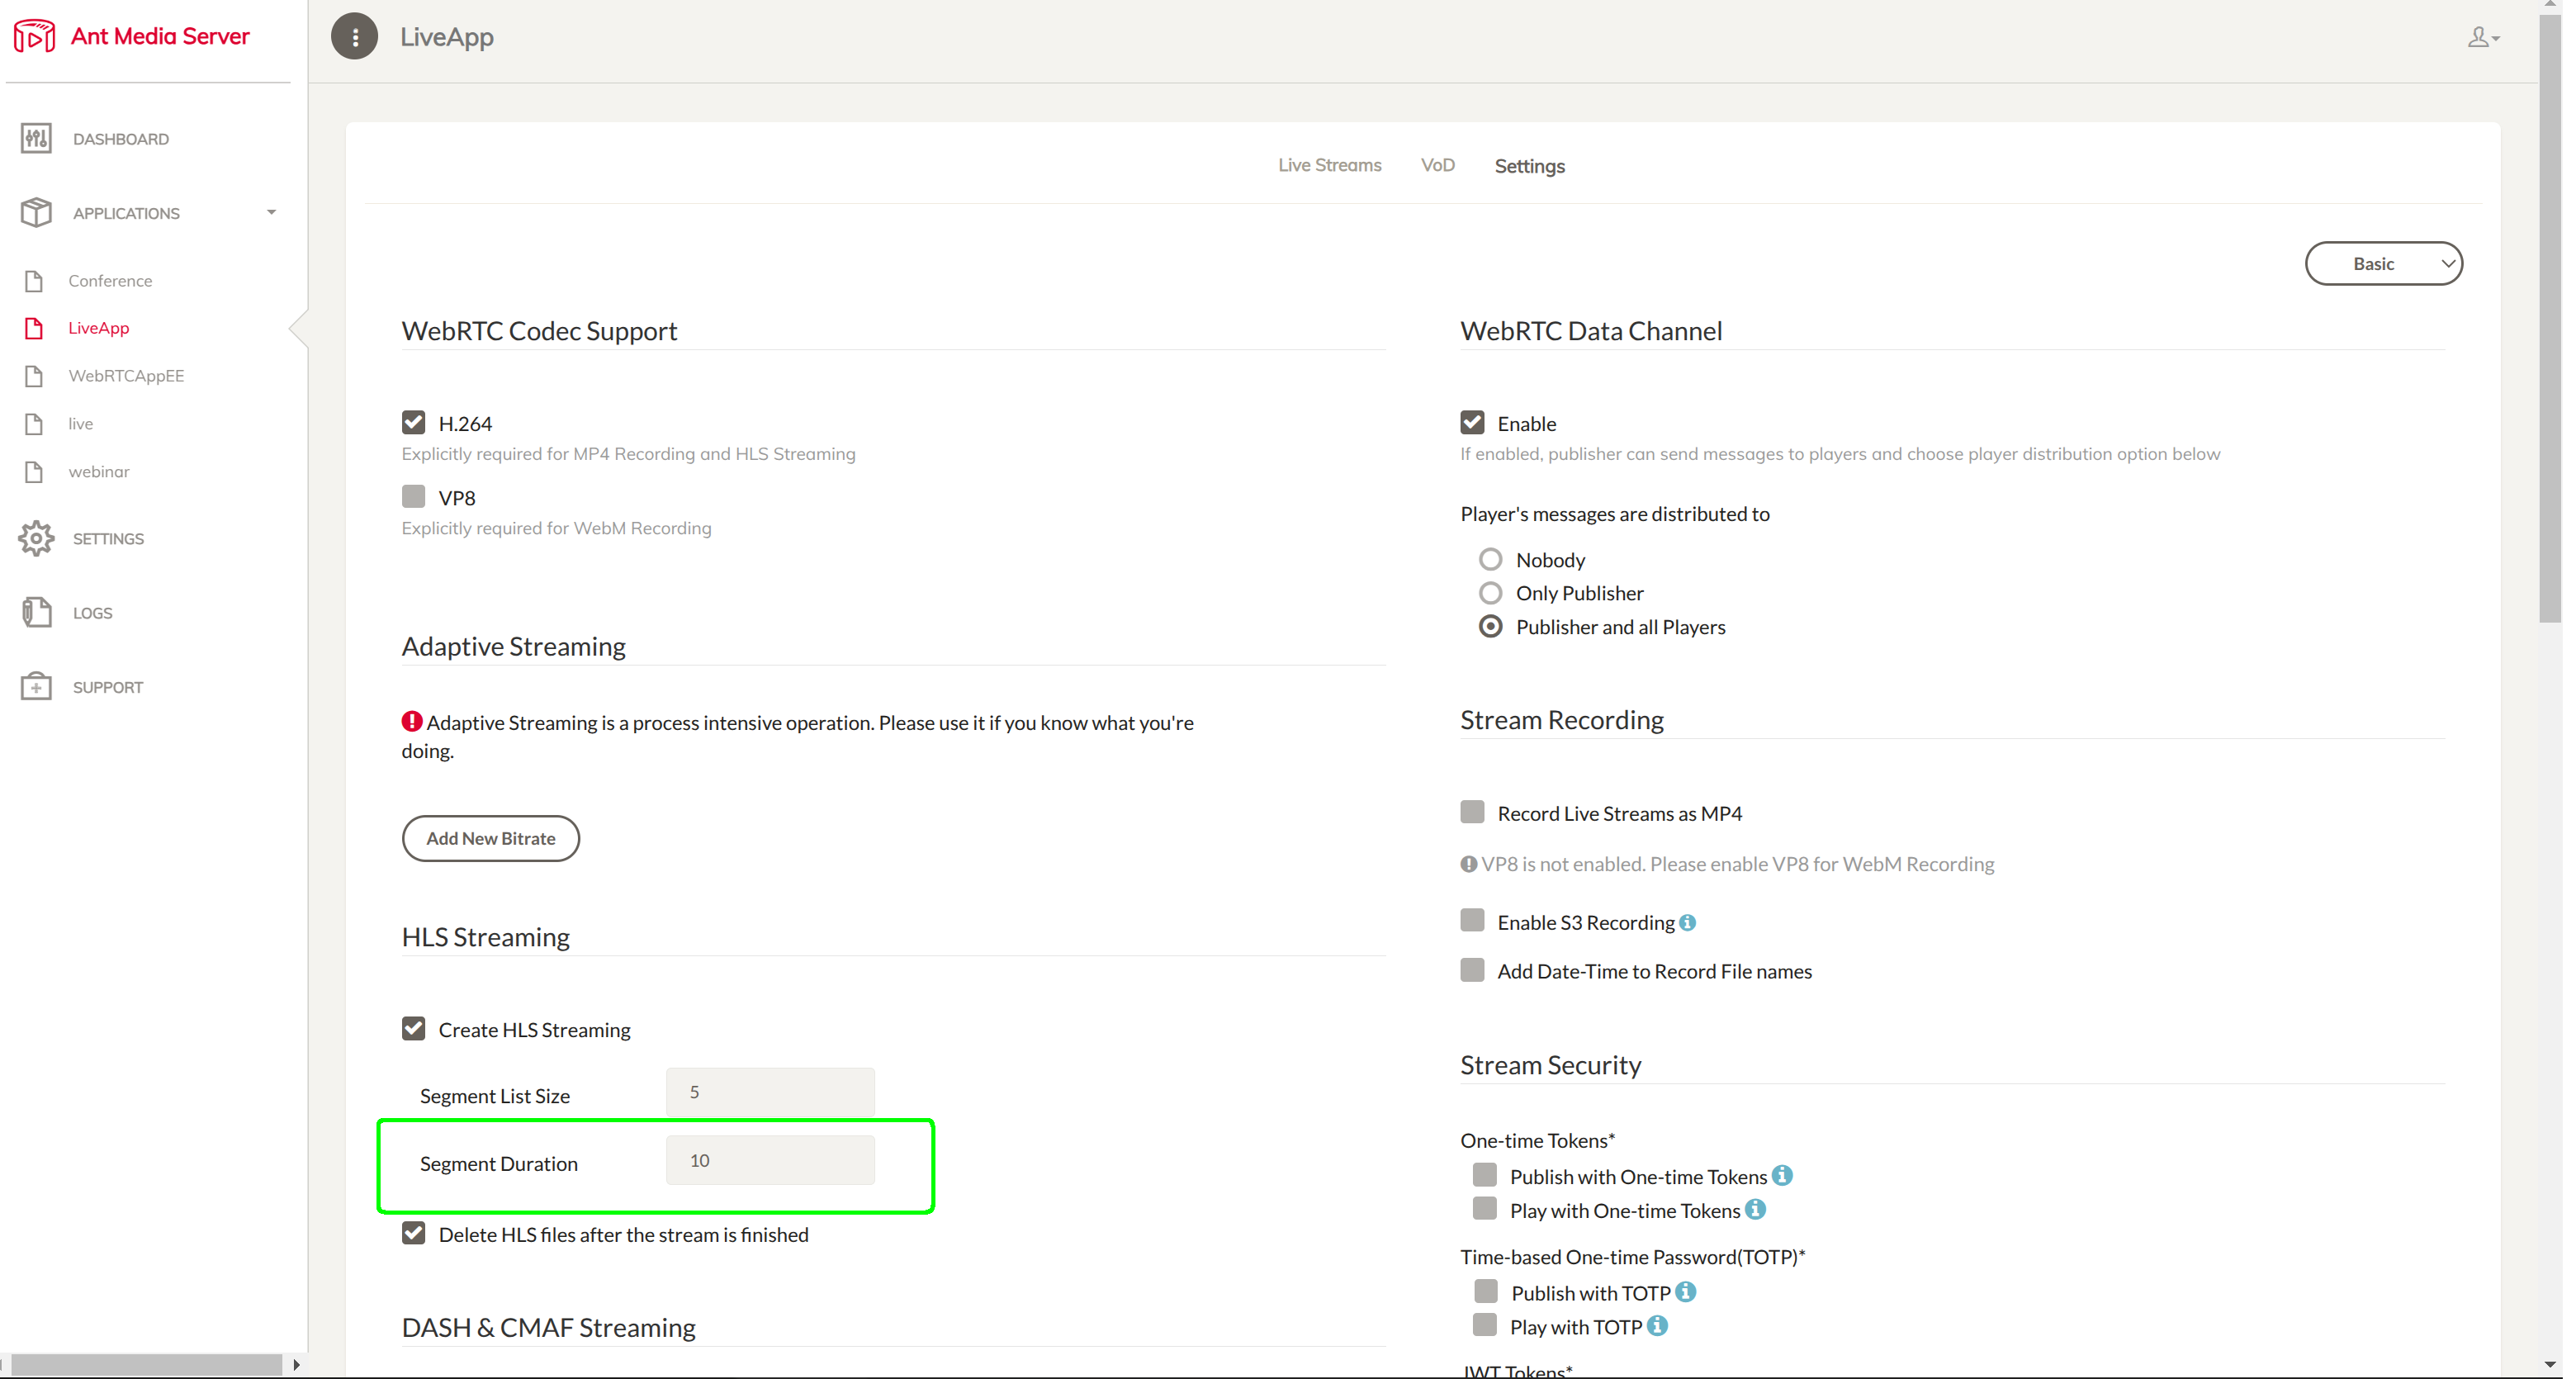 Ant Media Server
LiveApp
DASHBOARD
APPLICATIONS
Conference
LiveApp
WebRTCAppEE
live
webinar
SETTINGS
LOGS
SUPPORT
Live Streams VoD Settings
Basic
WebRTC Codec Support
H.264
Explicitly required for MP4 Recording and HLS Streaming
VP8
Explicitly required for WebM Recording
Adaptive Streaming
Adaptive Streaming is a process intensive operation. Please use it if you know what you're
doing.
Add New Bitrate
HLS Streaming
Create HLS Streaming
Segment List Size 5
Segment Duration 10
Delete HLS files after the stream is finished
DASH & CMAF Streaming
WebRTC Data Channel
Enable
If enabled, publisher can send messages to players and choose player distribution option below
Player's messages are distributed to
Nobody
Only Publisher
Publisher and all Players
Stream Recording
Record Live Streams as MP4
VP8 is not enabled. Please enable VP8 for WebM Recording
Enable S3 Recording
Add Date-Time to Record File names
Stream Security
One-time Tokens*
Publish with One-time Tokens
Play with One-time Tokens
Time-based One-time Password(TOTP)*
Publish with TOTP
Play with TOTP
JWT Tokens*